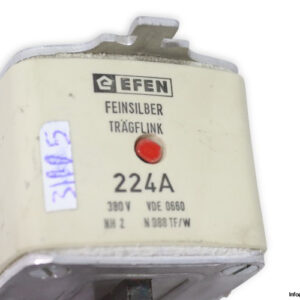 EFEN
FEINSILBER
TRÄGFLINK
224A
380 V VDE 0660
NH 2 N 388 TF/W